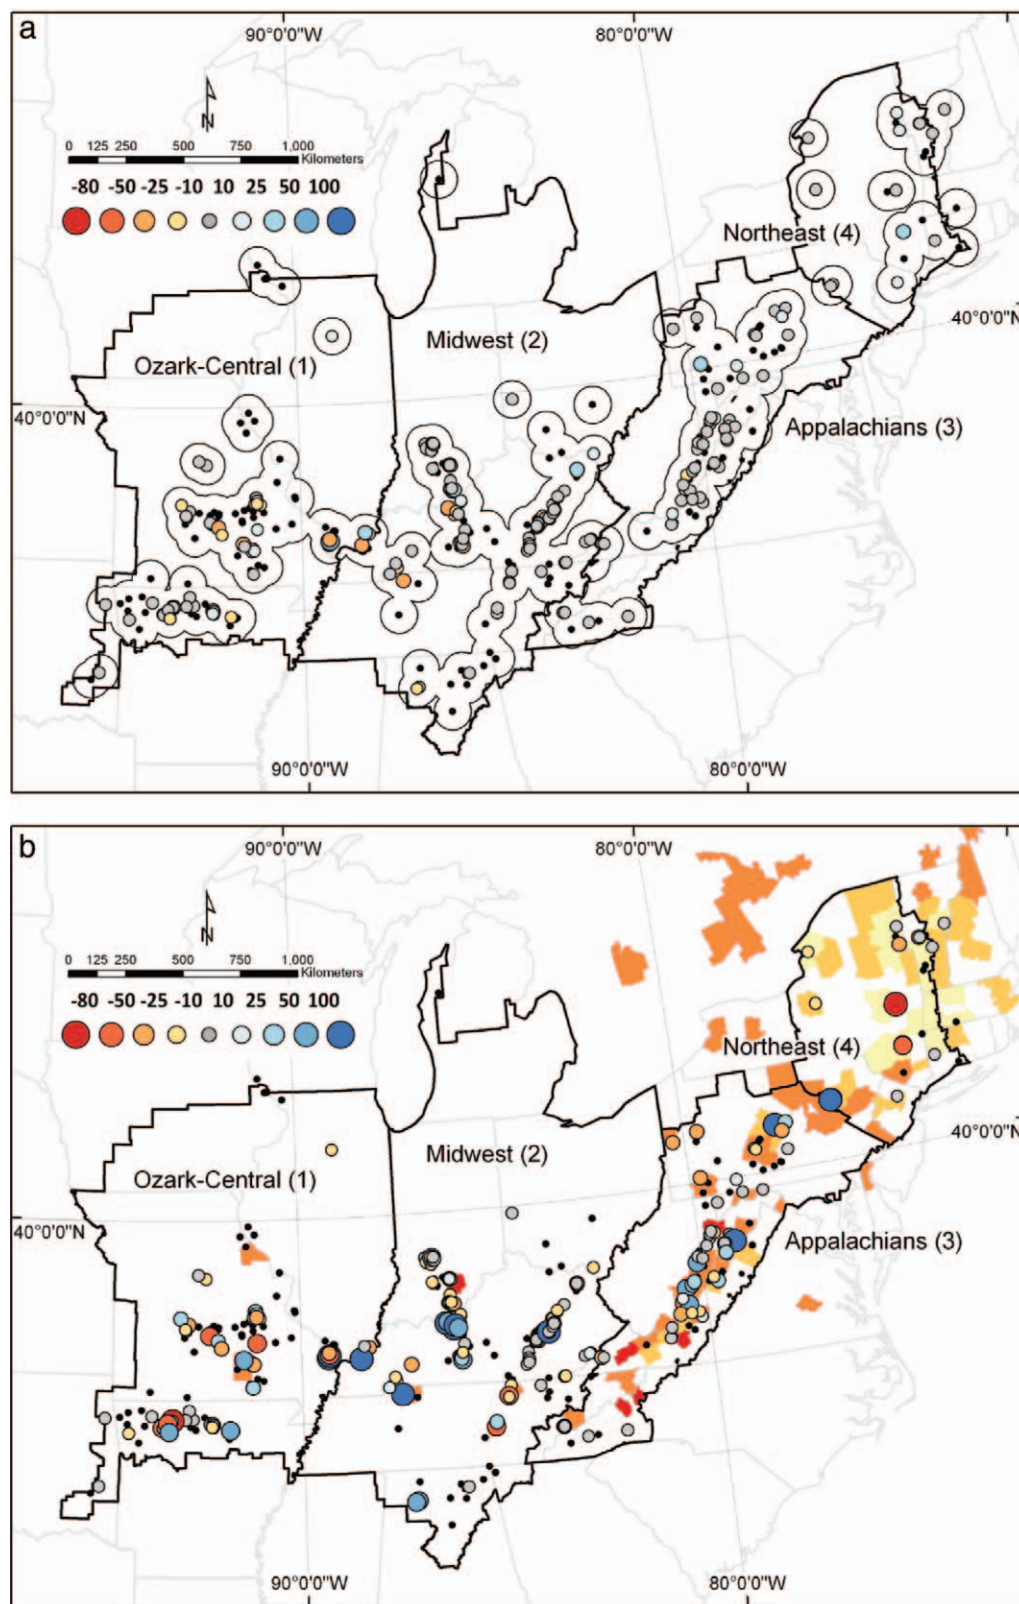 a
90°0'0"W 80°0'0"W
N
0 125 250 500 750 1,000
Kilometers
-80 -50 -25 -10 10 25 50 100
Northeast (4)
40°0'0"N
Midwest (2)
Ozark-Central (1)
40°0'0"N
Appalachians (3)
90°0'0"W 80°0'0"W
b
90°0'0"W 80°0'0"W
N
0 125 250 500 750 1,000
Kilometers
-80 -50 -25 -10 10 25 50 100
Northeast (4)
40°0'0"N
Midwest (2)
Ozark-Central (1)
40°0'0"N
Appalachians (3)
90°0'0"W 80°0'0"W